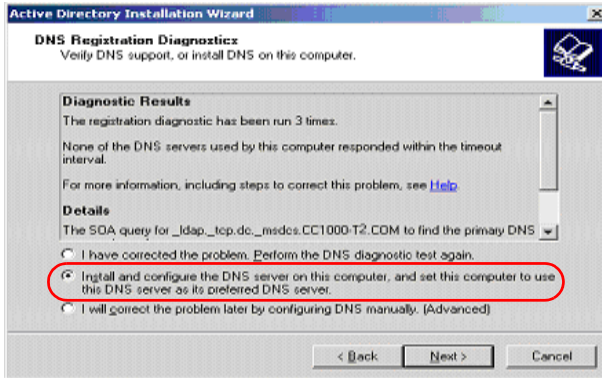 Active Directory Installation Wizard
DNS Registration Diagnostics
Verify DNS support, or install DNS on this computer.
Diagnostic Results
The registration diagnostic has been run 3 times.
None of the DNS servers used by this computer responded within the timeout
interval.
For more information, including steps to correct this problem, see Help.
Details
The SOA query for _ldap._tcp.dc._msdcs.CC1000-T2.COM to find the primary DNS
I have corrected the problem. Perform the DNS diagnostic test again.
Install and configure the DNS server on this computer, and set this computer to use
this DNS server as its preferred DNS server.
I will correct the problem later by configuring DNS manually. (Advanced)
< Back
Next >
Cancel